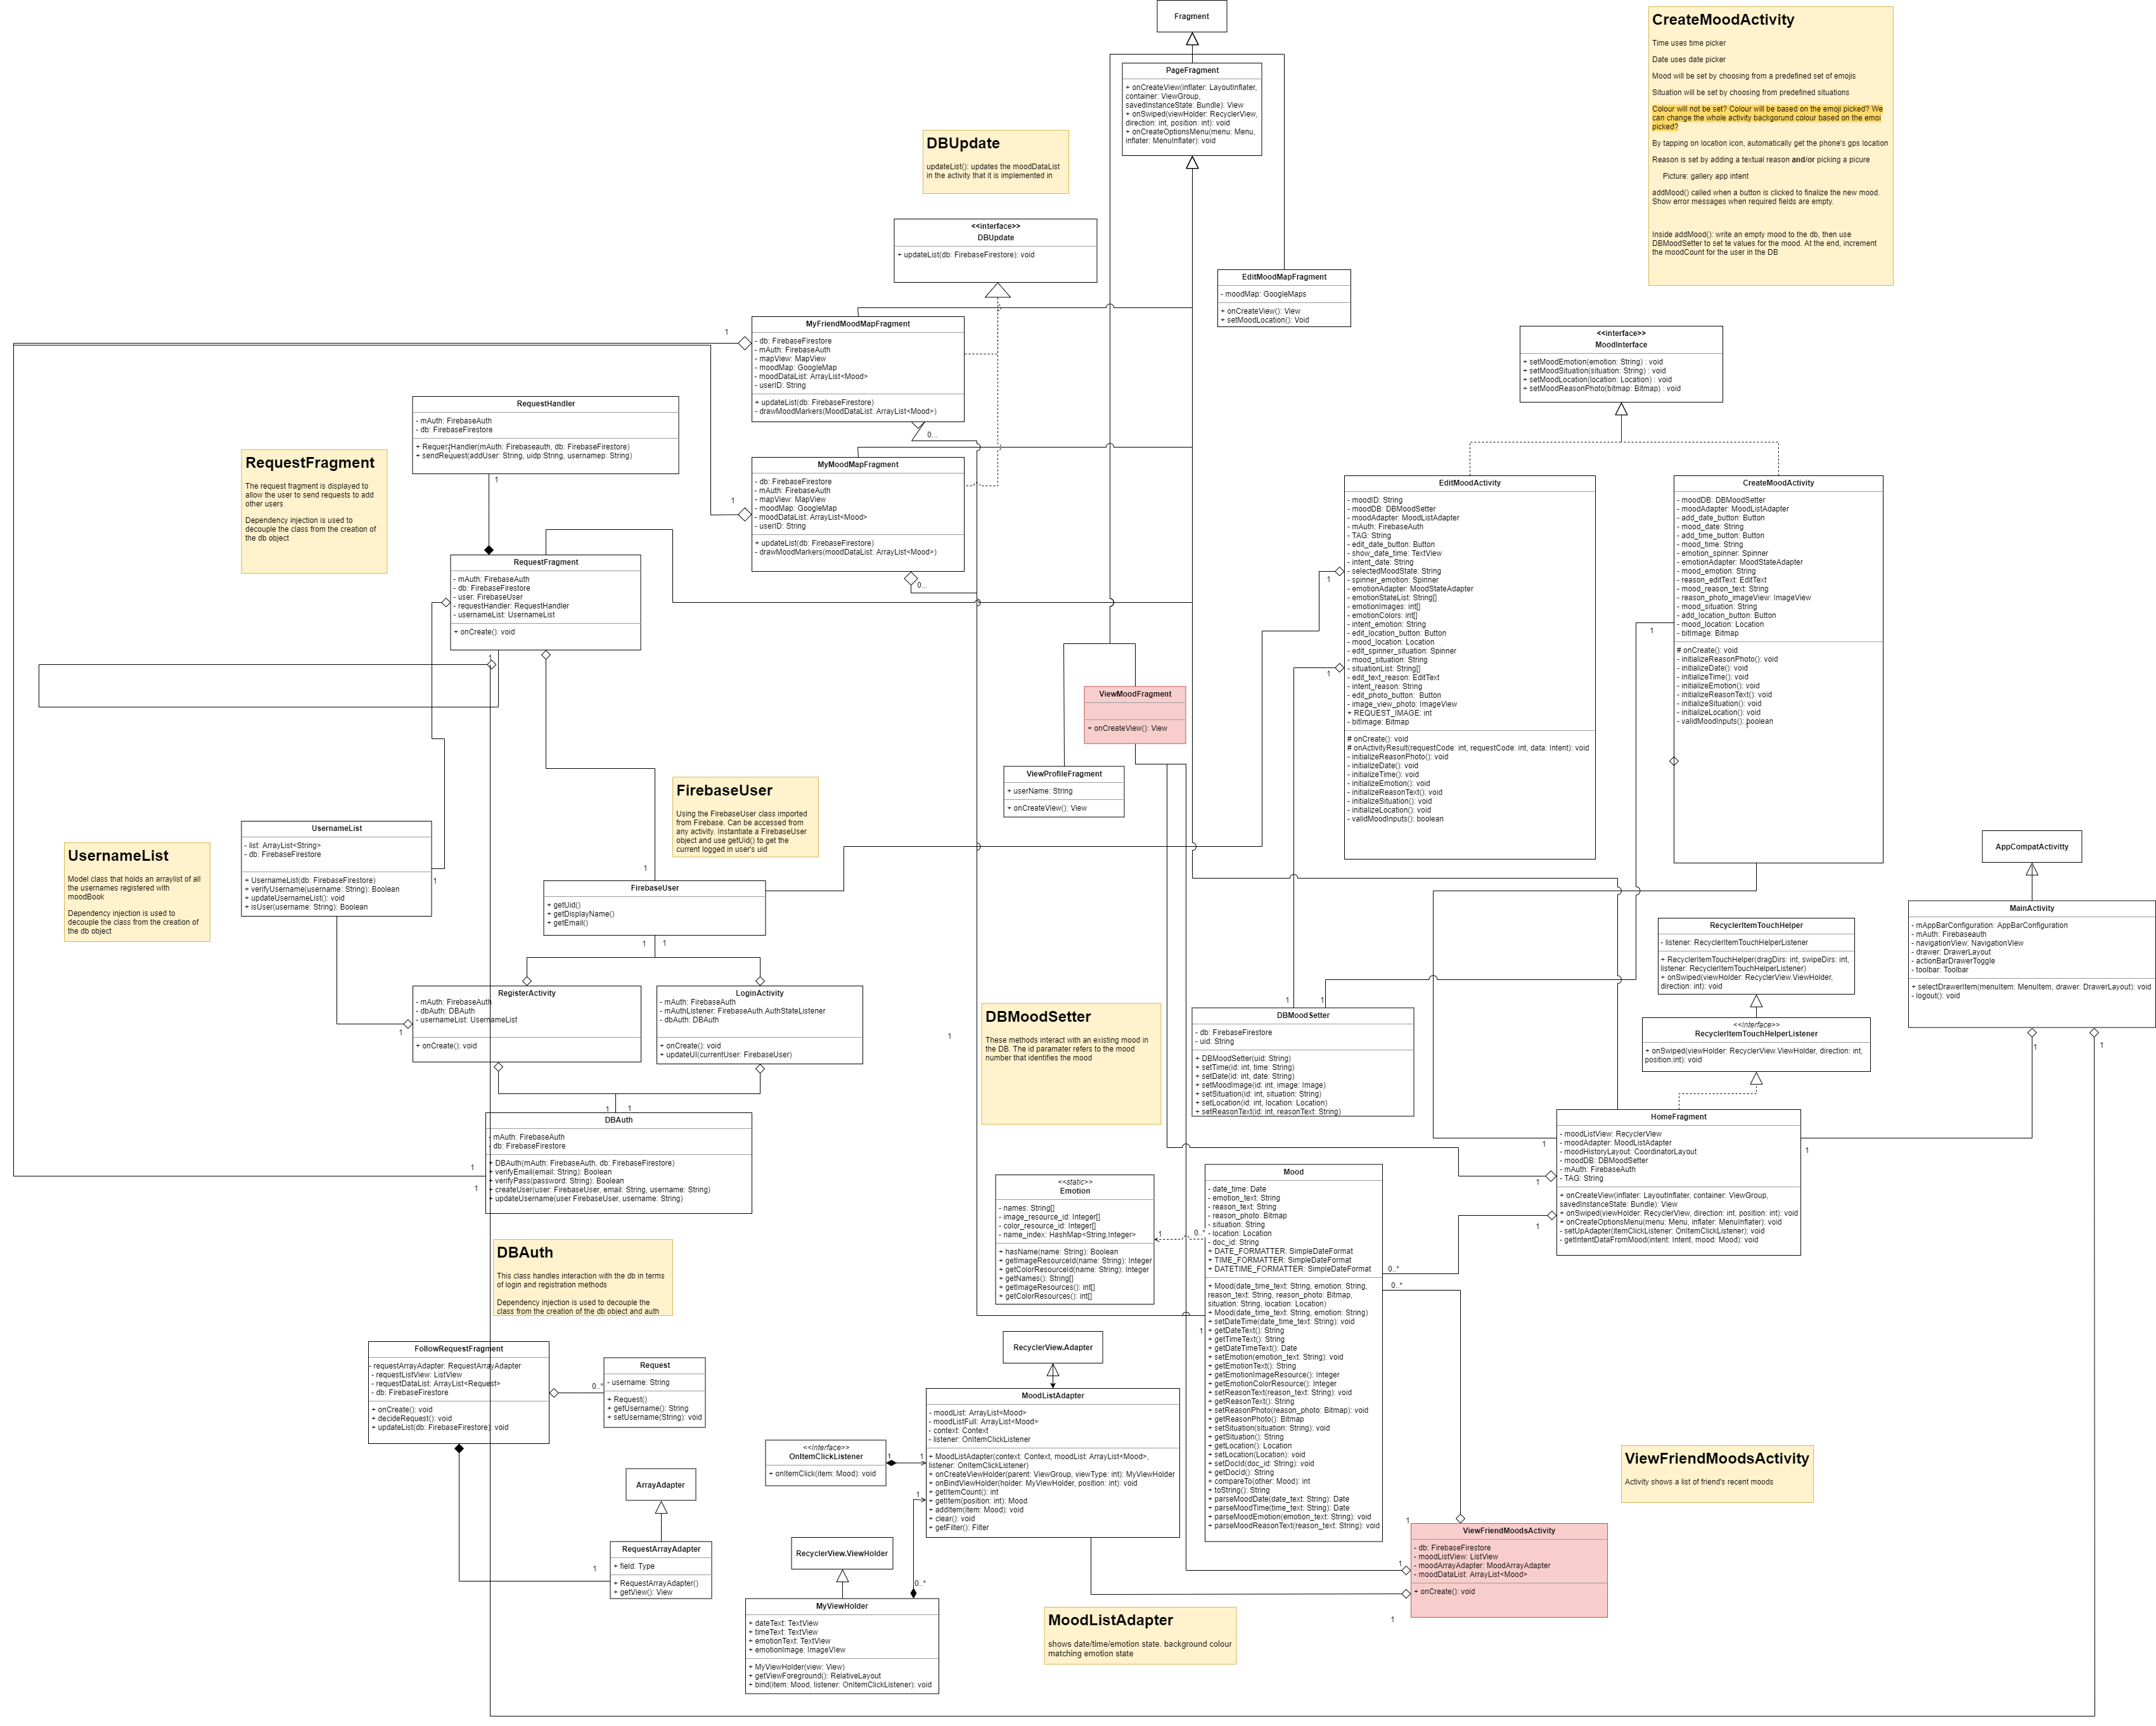 Fragment
PageFragment
+ onCreateView(inflater: LayoutInflater,
container: ViewGroup,
savedInstanceState: Bundle): View
+ onSwiped(viewHolder: RecyclerView,
direction: int, position: int): void
+ onCreateOptionsMenu(menu: Menu,
inflater: MenuInflater): void
CreateMoodActivity
Time uses time picker
Date uses date picker
Mood will be set by choosing from a predefined set of emojis
Situation will be set by choosing from predefined situations
Colour will not be set? Colour will be based on the emoji picked? We
can change the whole activity backgorund colour based on the emoi
picked?
By tapping on location icon, automatically get the phone's gps location
Reason is set by adding a textual reason and/or picking a picure
Picture: gallery app intent
addMood() called when a button is clicked to finalize the new mood.
Show error messages when required fields are empty.
Inside addMood(): write an empty mood to the db, then use
DBMoodSetter to set te values for the mood. At the end, increment
the moodCount for the user in the DB
DBUpdate
updateList(): updates the moodDataList
in the activity that it is implemented in
<<interface>>
DBUpdate
+ updateList(db: FirebaseFirestore): void
EditMoodMapFragment
- moodMap: GoogleMaps
+ onCreateView(): View
+ setMoodLocation(): Void
MyFriendMoodMapFragment
- db: FirebaseFirestore
- mAuth: FirebaseAuth
- mapView: MapView
- moodMap: GoogleMap
- moodDataList: ArrayList<Mood>
- userID: String
+ updateList(db: FirebaseFirestore)
- drawMoodMarkers(MoodDataList: ArrayList<Mood>)
1
0...
<<interface>>
MoodInterface
+ setMoodEmotion(emotion: String) : void
+ setMoodSituation(situation: String) : void
+ setMoodLocation(location: Location) : void
+ setMoodReasonPhoto(bitmap: Bitmap) : void
RequestHandler
- mAuth: FirebaseAuth
- db: FirebaseFirestore
+ RequestHandler(mAuth: Firebaseauth, db: FirebaseFirestore)
+ sendRequest(addUser: String, uidp:String, usernamep: String)
1
RequestFragment
The request fragment is displayed to
allow the user to send requests to add
other users
Dependency injection is used to
decouple the class from the creation of
the db object
MyMoodMapFragment
- db: FirebaseFirestore
- mAuth: FirebaseAuth
- mapView: MapView
- moodMap: GoogleMap
- moodDataList: ArrayList<Mood>
- userID: String
+ updateList(db: FirebaseFirestore)
- drawMoodMarkers(moodDataList: ArrayList<Mood>)
1
0...
RequestFragment
- mAuth: FirebaseAuth
- db: FirebaseFirestore
- user: FirebaseUser
- requestHandler: RequestHandler
- usernameList: UsernameList
+ onCreate(): void
1
EditMoodActivity
- moodID: String
- moodDB: DBMoodSetter
- moodAdapter: MoodListAdapter
- mAuth: FirebaseAuth
- TAG: String
- edit_date_button: Button
- show_date_time: TextView
- intent_date: String
- selectedMoodState: String
- spinner_emotion: Spinner
- emotionAdapter: MoodStateAdapter
- emotionStateList: String[]
- emotionImages: int[]
- emotionColors: int[]
- intent_emotion: String
- edit_location_button: Button
- mood_location: Location
- edit_spinner_situation: Spinner
- mood_situation: String
- situationList: String[]
- edit_text_reason: EditText
- intent_reason: String
- edit_photo_button:  Button
- image_view_photo: ImageView
+ REQUEST_IMAGE: int
- bitImage: Bitmap
# onCreate(): void
# onActivityResult(requestCode: int, requestCode: int, data: Intent): void
- initializeReasonPhoto(): void
- initializeDate(): void
- initializeTime(): void
- initializeEmotion(): void
- initializeReasonText(): void
- initializeSituation(): void
- initializeLocation(): void
- validMoodInputs(): boolean
1
1
CreateMoodActivity
- moodDB: DBMoodSetter
- moodAdapter: MoodListAdapter
- add_date_button: Button
- mood_date: String
- add_time_button: Button
- mood_time: String
- emotion_spinner: Spinner
- emotionAdapter: MoodStateAdapter
- mood_emotion: String
- reason_editText: EditText
- mood_reason_text: String
- reason_photo_imageView: ImageView
- mood_situation: String
- add_location_button: Button
- mood_location: Location
- bitImage: Bitmap
# onCreate(): void
- initializeReasonPhoto(): void
- initializeDate(): void
- initializeTime(): void
- initializeEmotion(): void
- initializeReasonText(): void
- initializeSituation(): void
- initializeLocation(): void
- validMoodInputs(): boolean
1
ViewMoodFragment
+ onCreateView(): View
ViewProfileFragment
+ userName: String
+ onCreateView(): View
FirebaseUser
Using the FirebaseUser class imported
from Firebase. Can be accessed from
any activity. Instantiate a FirebaseUser
object and use getUid() to get the
current logged in user's uid
UsernameList
Model class that holds an arraylist of all
the usernames registered with
moodBook
Dependency injection is used to
decouple the class from the creation of
the db object
UsernameList
- list: ArrayList<String>
- db: FirebaseFirestore
+ UsernameList(db: FirebaseFirestore)
+ verifyUsername(username: String): Boolean
+ updateUsernameList(): void
+ isUser(username: String): Boolean
1
1
FirebaseUser
+ getUid()
+ getDisplayName()
+ getEmail()
1
1
AppCompatActivitty
MainActivity
- mAppBarConfiguration: AppBarConfiguration
- mAuth: Firebaseauth
- navigationView: NavigationView
- drawer: DrawerLayout
- actionBarDrawerToggle
- toolbar: Toolbar
+ selectDrawerItem(menuItem: MenuItem, drawer: DrawerLayout): void
- logout(): void
1
1
RecyclerItemTouchHelper
- listener: RecyclerItemTouchHelperListener
+ RecyclerItemTouchHelper(dragDirs: int, swipeDirs: int,
listener: RecyclerItemTouchHelperListener)
+ onSwiped(viewHolder: RecyclerView.ViewHolder,
direction: int): void
<<interface>>
RecyclerItemTouchHelperListener
+ onSwiped(viewHolder: RecyclerView.ViewHolder, direction: int,
position:int): void
RegisterActivity
- mAuth: FirebaseAuth
- dbAuth: DBAuth
- usernameList: UsernameList
+ onCreate(): void
1
LoginActivity
- mAuth: FirebaseAuth
- mAuthListener: FirebaseAuth.AuthStateListener
- dbAuth: DBAuth
+ onCreate(): void
+ updateUI(currentUser: FirebaseUser)
1
DBMoodSetter
These methods interact with an existing mood in
the DB. The id paramater refers to the mood
number that identifies the mood
1
1
DBMoodSetter
- db: FirebaseFirestore
- uid: String
+ DBMoodSetter(uid: String)
+ setTime(id: int, time: String)
+ setDate(id: int, date: String)
+ setMoodImage(id: int, image: Image)
+ setSituation(id: int, situation: String)
+ setLocation(id: int, location: Location)
+ setReasonText(id: int, reasonText: String)
1
1
DBAuth
- mAuth: FirebaseAuth
- db: FirebaseFirestore
+ DBAuth(mAuth: FirebaseAuth, db: FirebaseFirestore)
+ verifyEmail(email: String): Boolean
+ verifyPass(password: String): Boolean
+ createUser(user: FirebaseUser, email: String, username: String)
+ updateUsername(user FirebaseUser, username: String)
1
1
HomeFragment
- moodListView: RecyclerView
- moodAdapter: MoodListAdapter
- moodHistoryLayout: CoordinatorLayout
- moodDB: DBMoodSetter
- mAuth: FirebaseAuth
- TAG: String
+ onCreateView(inflater: LayoutInflater, container: ViewGroup,
savedInstanceState: Bundle): View
+ onSwiped(viewHolder: RecyclerView, direction: int, position: int): void
+ onCreateOptionsMenu(menu: Menu, inflater: MenuInflater): void
- setUpAdapter(itemClickListener: OnItemClickListener): void
- getIntentDataFromMood(intent: Intent, mood: Mood): void
1
1
1
1
<<static>>
Emotion
- names: String[]
- image_resource_id: Integer[]
- color_resource_id: Integer[]
- name_index: HashMap<String,Integer>
+ hasName(name: String): Boolean
+ getImageResourceId(name: String): Integer
+ getColorResourceId(name: String): Integer
+ getNames(): String[]
+ getImageResources(): int[]
+ getColorResources(): int[]
1
0..*
Mood
- date_time: Date
- emotion_text: String
- reason_text: String
- reason_photo: Bitmap
- situation: String
- location: Location
- doc_id: String
+ DATE_FORMATTER: SimpleDateFormat
+ TIME_FORMATTER: SimpleDateFormat
+ DATETIME_FORMATTER: SimpleDateFormat
+ Mood(date_time_text: String, emotion: String,
reason_text: String, reason_photo: Bitmap,
situation: String, location: Location)
+ Mood(date_time_text: String, emotion: String)
+ setDateTime(date_time_text: String): void
+ getDateText(): String
+ getTimeText(): String
+ getDateTimeText(): Date
+ setEmotion(emotion_text: String): void
+ getEmotionText(): String
+ getEmotionImageResource(): Integer
+ getEmotionColorResource(): Integer
+ setReasonText(reason_text: String): void
+ getReasonText(): String
+ setReasonPhoto(reason_photo: Bitmap): void
+ getReasonPhoto(): Bitmap
+ setSituation(situation: String): void
+ getSituation(): String
+ getLocation(): Location
+ setLocation(Location): void
+ setDocId(doc_id: String): void
+ getDocId(): String
+ compareTo(other: Mood): int
+ toString(): String
+ parseMoodDate(date_text: String): Date
+ parseMoodTime(time_text: String): Date
+ parseMoodEmotion(emotion_text: String): void
+ parseMoodReasonText(reason_text: String): void
0..*
0..*
1
DBAuth
This class handles interaction with the db in terms
of login and registration methods
Dependency injection is used to decouple the
class from the creation of the db object and auth
FollowRequestFragment
- requestArrayAdapter: RequestArrayAdapter
- requestListView: ListView
- requestDataList: ArrayList<Request>
- db: FirebaseFirestore
+ onCreate(): void
+ decideRequest(): void
+ updateList(db: FirebaseFirestore): void
0..*
Request
- username: String
+ Request()
+ getUsername(): String
+ setUsername(String): void
RecyclerView.Adapter
MoodListAdapter
- moodList: ArrayList<Mood>
- moodListFull: ArrayList<Mood>
- context: Context
- listener: OnItemClickListener
+ MoodListAdapter(context: Context, moodList: ArrayList<Mood>,
listener: OnItemClickListener)
+ onCreateViewHolder(parent: ViewGroup, viewType: int): MyViewHolder
+ onBindViewHolder(holder: MyViewHolder, position: int): void
+ getItemCount(): int
+ getItem(position: int): Mood
+ addItem(item: Mood): void
+ clear(): void
+ getFilter(): Filter
<<interface>>
OnItemClickListener
+ onItemClick(item: Mood): void
1
1
1
ArrayAdapter
RequestArrayAdapter
+ field: Type
+ RequestArrayAdapter()
+ getView(): View
1
RecyclerView.ViewHolder
0..*
MyViewHolder
+ dateText: TextView
+ timeText: TextView
+ emotionText: TextView
+ emotionImage: ImageView
+ MyViewHolder(view: View)
+ getViewForeground(): RelativeLayout
+ bind(item: Mood, listener: OnItemClickListener): void
MoodListAdapter
shows date/time/emotion state. background colour
matching emotion state
ViewFriendMoodsActivity
Activity shows a list of friend's recent moods
1
ViewFriendMoodsActivity
- db: FirebaseFirestore
- moodListView: ListView
- moodArrayAdapter: MoodArrayAdapter
- moodDataList: ArrayList<Mood>
+ onCreate(): void
1
1